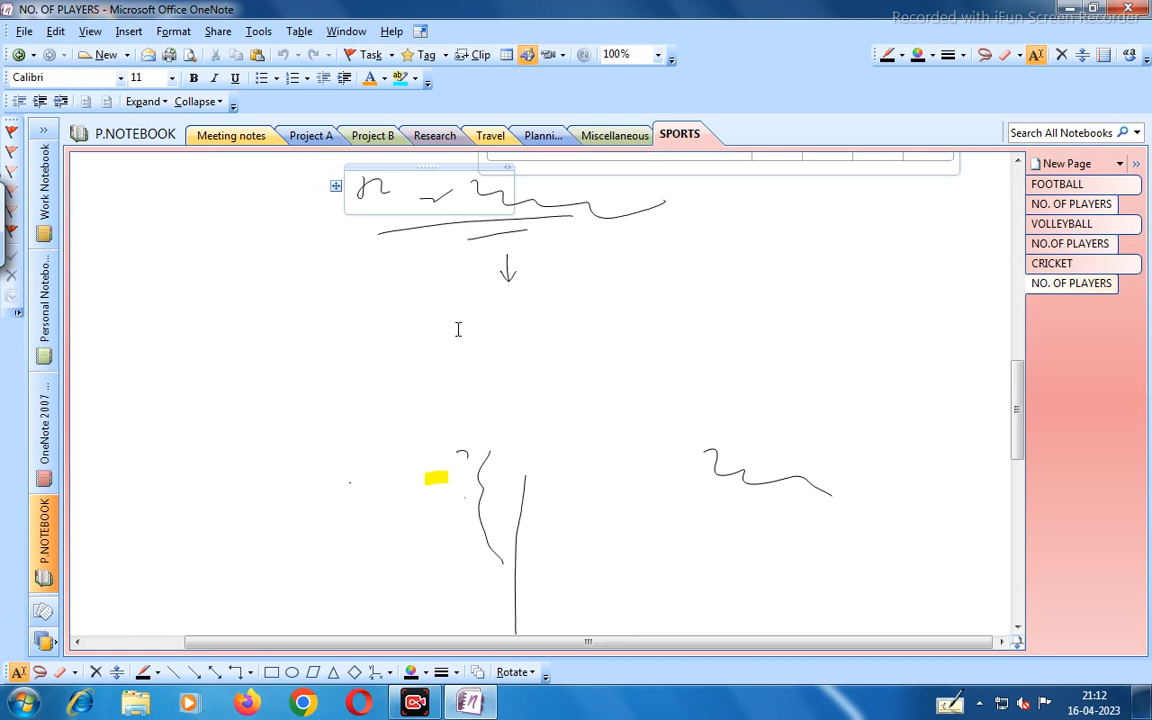 NO. OF PLAYERS - Microsoft Office OneNote
Recorded with iFun Screen Recorder
File Edit View Insert Format Share Tools Table Window Help
New Task Tag Clip 100%
Calibri 11 B I U A ab
Expand Collapse
P.NOTEBOOK Meeting notes Project A Project B Research Travel Planni... Miscellaneous SPORTS Search All Notebooks
New Page
FOOTBALL
NO. OF PLAYERS
VOLLEYBALL
NO.OF PLAYERS
CRICKET
NO. OF PLAYERS
Work Notebook
Personal Notebo...
OneNote 2007 ...
P.NOTEBOOK
Rotate
21:12
16-04-2023